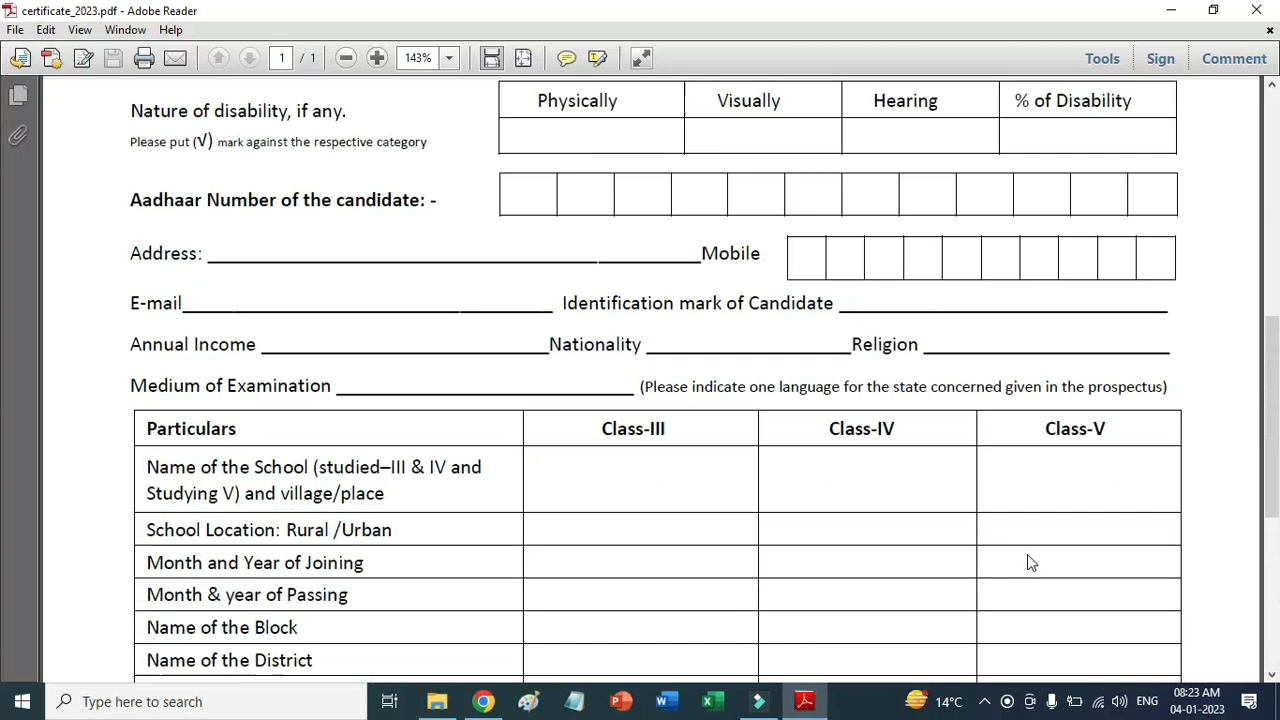 certificate_2023.pdf - Adobe Reader
File Edit View Window Help
1 / 1 143% Tools Sign Comment
Physically Visually Hearing % of Disability
Nature of disability, if any.
Please put (√) mark against the respective category
Aadhaar Number of the candidate: -
Address: Mobile
E-mail Identification mark of Candidate
Annual Income Nationality Religion
Medium of Examination (Please indicate one language for the state concerned given in the prospectus)
Particulars Class-III Class-IV Class-V
Name of the School (studied–III & IV and
Studying V) and village/place
School Location: Rural /Urban
Month and Year of Joining
Month & year of Passing
Name of the Block
Name of the District
Type here to search 14°C ENG 08:23 AM
04-01-2023